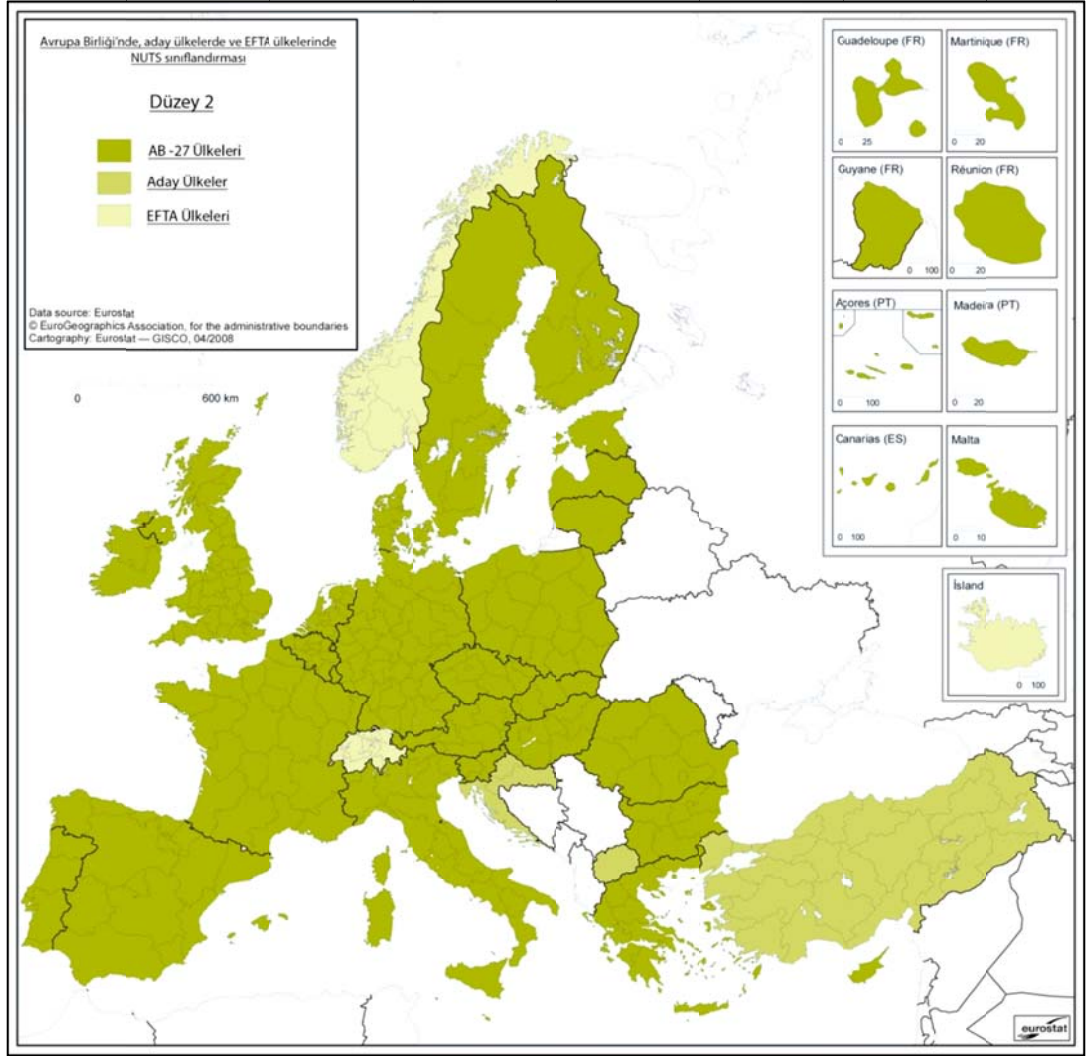 Avrupa Birliği'nde, aday ülkelerde ve EFTA ülkelerinde
NUTS sınıflandırması
Düzey 2
AB -27 Ülkeleri
Aday Ülkeler
EFTA Ülkeleri
Data source: Eurostat
© EuroGeographics Association, for the administrative boundaries
Cartography: Eurostat — GISCO, 04/2008
0 600 km
Guadeloupe (FR)
0 25
Martinique (FR)
0 20
Guyane (FR)
0 100
Réunion (FR)
0 20
Açores (PT)
0 100
Madeira (PT)
0 20
Canarias (ES)
0 100
Malta
0 10
İsland
0 100
eurostat